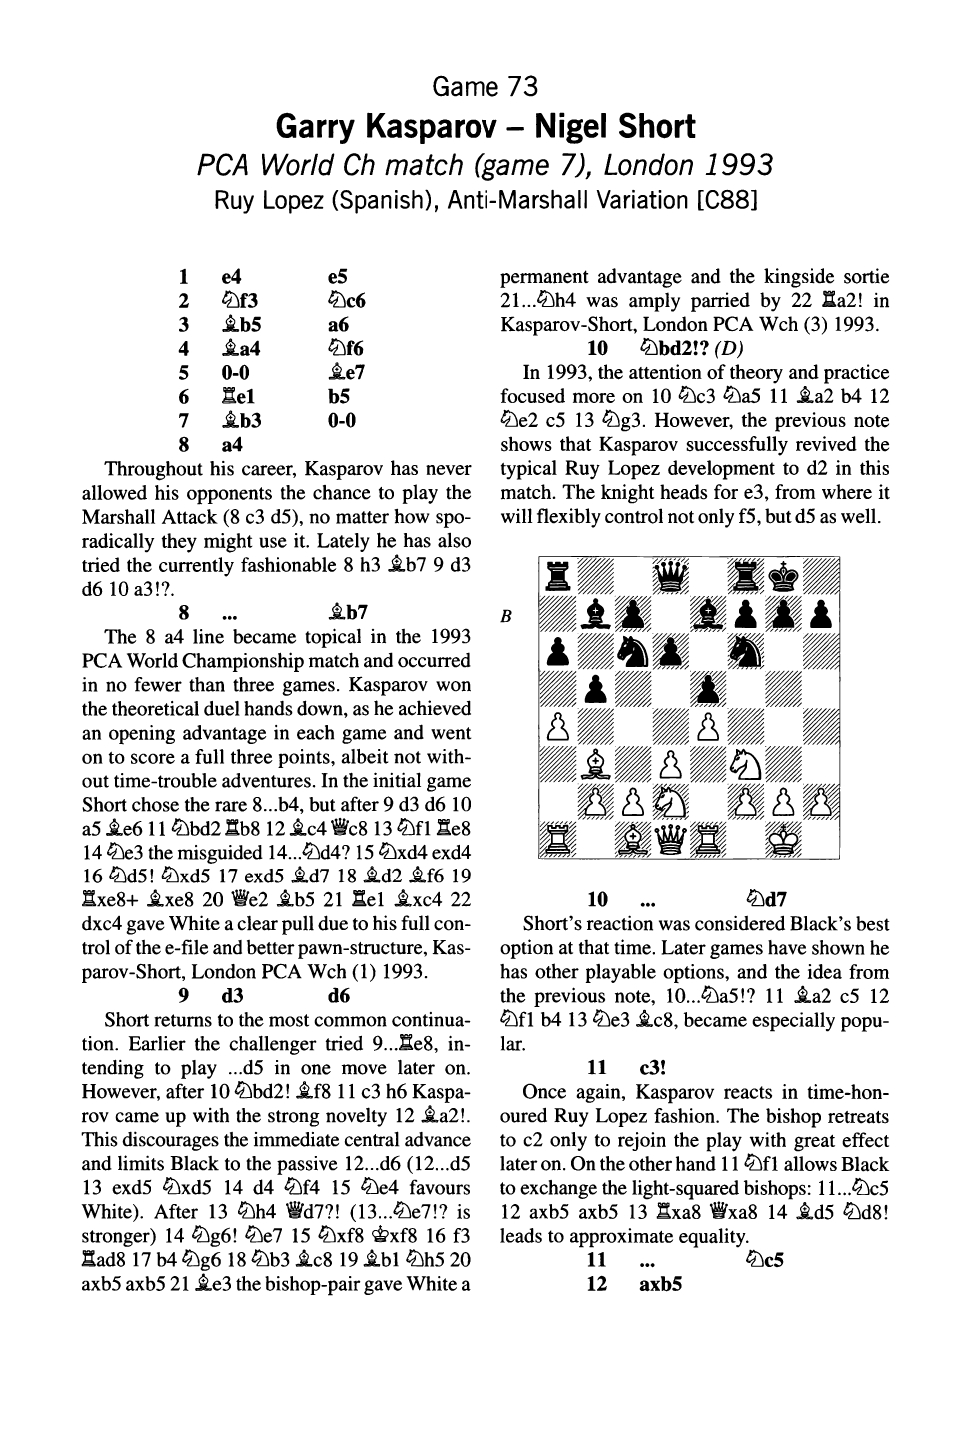 Game 73
Garry Kasparov – Nigel Short
PCA World Ch match (game 7), London 1993
Ruy Lopez (Spanish), Anti-Marshall Variation [C88]
1 e4 e5
2 ♘f3 ♘c6
3 ♗b5 a6
4 ♗a4 ♘f6
5 0-0 ♗e7
6 ♖e1 b5
7 ♗b3 0-0
8 a4
Throughout his career, Kasparov has never
allowed his opponents the chance to play the
Marshall Attack (8 c3 d5), no matter how spo-
radically they might use it. Lately he has also
tried the currently fashionable 8 h3 ♗b7 9 d3
d6 10 a3!?.
8 ... ♗b7
The 8 a4 line became topical in the 1993
PCA World Championship match and occurred
in no fewer than three games. Kasparov won
the theoretical duel hands down, as he achieved
an opening advantage in each game and went
on to score a full three points, albeit not with-
out time-trouble adventures. In the initial game
Short chose the rare 8...b4, but after 9 d3 d6 10
a5 ♗e6 11 ♘bd2 ♖b8 12 ♗c4 ♕c8 13 ♘f1 ♖e8
14 ♘e3 the misguided 14...♘d4? 15 ♘xd4 exd4
16 ♘d5! ♘xd5 17 exd5 ♗d7 18 ♗d2 ♗f6 19
♖xe8+ ♗xe8 20 ♕e2 ♗b5 21 ♖e1 ♗xc4 22
dxc4 gave White a clear pull due to his full con-
trol of the e-file and better pawn-structure, Kas-
parov-Short, London PCA Wch (1) 1993.
9 d3 d6
Short returns to the most common continua-
tion. Earlier the challenger tried 9...♖e8, in-
tending to play ...d5 in one move later on.
However, after 10 ♘bd2! ♗f8 11 c3 h6 Kaspa-
rov came up with the strong novelty 12 ♗a2!.
This discourages the immediate central advance
and limits Black to the passive 12...d6 (12...d5
13 exd5 ♘xd5 14 d4 ♘f4 15 ♘e4 favours
White). After 13 ♘h4 ♕d7?! (13...♘e7!? is
stronger) 14 ♘g6! ♘e7 15 ♘xf8 ♔xf8 16 f3
♖ad8 17 b4 ♘g6 18 ♘b3 ♗c8 19 ♗b1 ♘h5 20
axb5 axb5 21 ♗e3 the bishop-pair gave White a
permanent advantage and the kingside sortie
21...♘h4 was amply parried by 22 ♖a2! in
Kasparov-Short, London PCA Wch (3) 1993.
10 ♘bd2!? (D)
In 1993, the attention of theory and practice
focused more on 10 ♘c3 ♘a5 11 ♗a2 b4 12
♘e2 c5 13 ♘g3. However, the previous note
shows that Kasparov successfully revived the
typical Ruy Lopez development to d2 in this
match. The knight heads for e3, from where it
will flexibly control not only f5, but d5 as well.
B
10 ... ♘d7
Short's reaction was considered Black's best
option at that time. Later games have shown he
has other playable options, and the idea from
the previous note, 10...♘a5!? 11 ♗a2 c5 12
♘f1 b4 13 ♘e3 ♗c8, became especially popu-
lar.
11 c3!
Once again, Kasparov reacts in time-hon-
oured Ruy Lopez fashion. The bishop retreats
to c2 only to rejoin the play with great effect
later on. On the other hand 11 ♘f1 allows Black
to exchange the light-squared bishops: 11...♘c5
12 axb5 axb5 13 ♖xa8 ♕xa8 14 ♗d5 ♘d8!
leads to approximate equality.
11 ... ♘c5
12 axb5